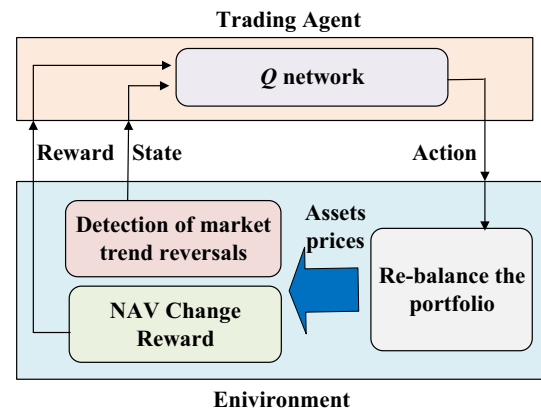 Trading Agent
Q network
Reward
State
Action
Detection of market
trend reversals
Assets
prices
Re-balance the
portfolio
NAV Change
Reward
Enivironment